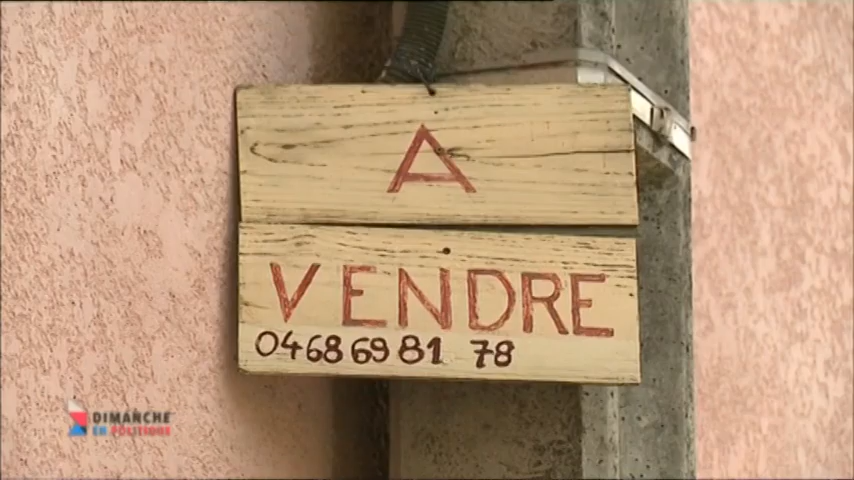 A
VENDRE
04 68 69 81 78
DIMANCHE
EN POLITIQUE